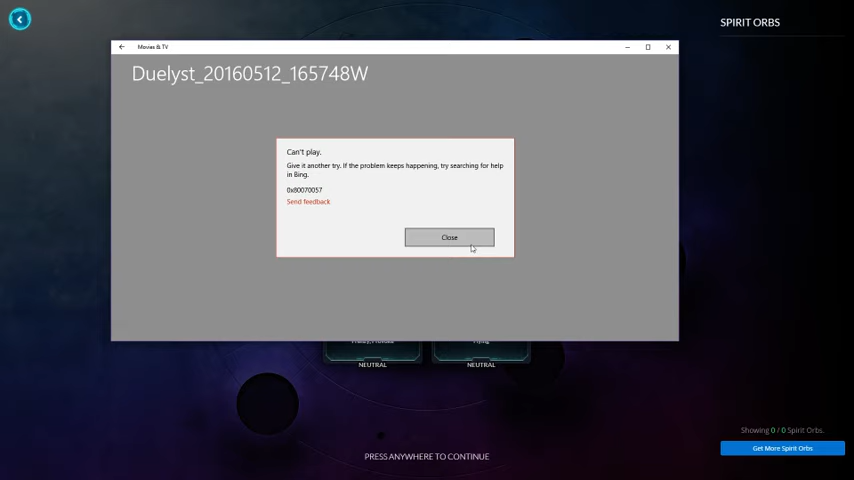 SPIRIT ORBS
Movies & TV
Duelyst_20160512_165748W
Can't play.
Give it another try. If the problem keeps happening, try searching for help
in Bing.
0x80070057
Send feedback
Close
NEUTRAL
NEUTRAL
Showing 0 / 0 Spirit Orbs.
Get More Spirit Orbs
PRESS ANYWHERE TO CONTINUE